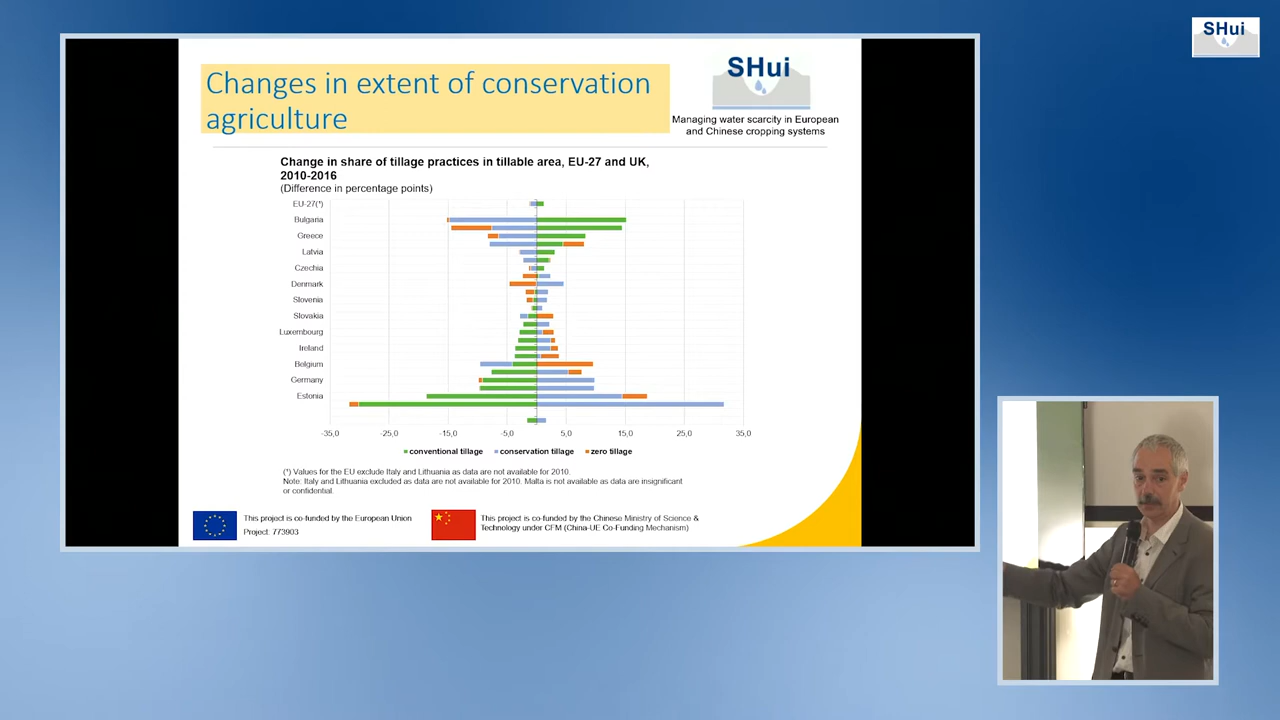 SHui
Changes in extent of conservation
agriculture
SHui
Managing water scarcity in European
and Chinese cropping systems
Change in share of tillage practices in tillable area, EU-27 and UK,
2010-2016
(Difference in percentage points)
EU-27(*)
Bulgaria
Greece
Latvia
Czechia
Denmark
Slovenia
Slovakia
Luxembourg
Ireland
Belgium
Germany
Estonia
-35,0 -25,0 -15,0 -5,0 5,0 15,0 25,0 35,0
conventional tillage conservation tillage zero tillage
(*) Values for the EU exclude Italy and Lithuania as data are not available for 2010.
Note: Italy and Lithuania excluded as data are not available for 2010. Malta is not available as data are insignificant
or confidential.
This project is co-funded by the European Union
Project: 773903
This project is co-funded by the Chinese Ministry of Science &
Technology under CFM (China-UE Co-Funding Mechanism)